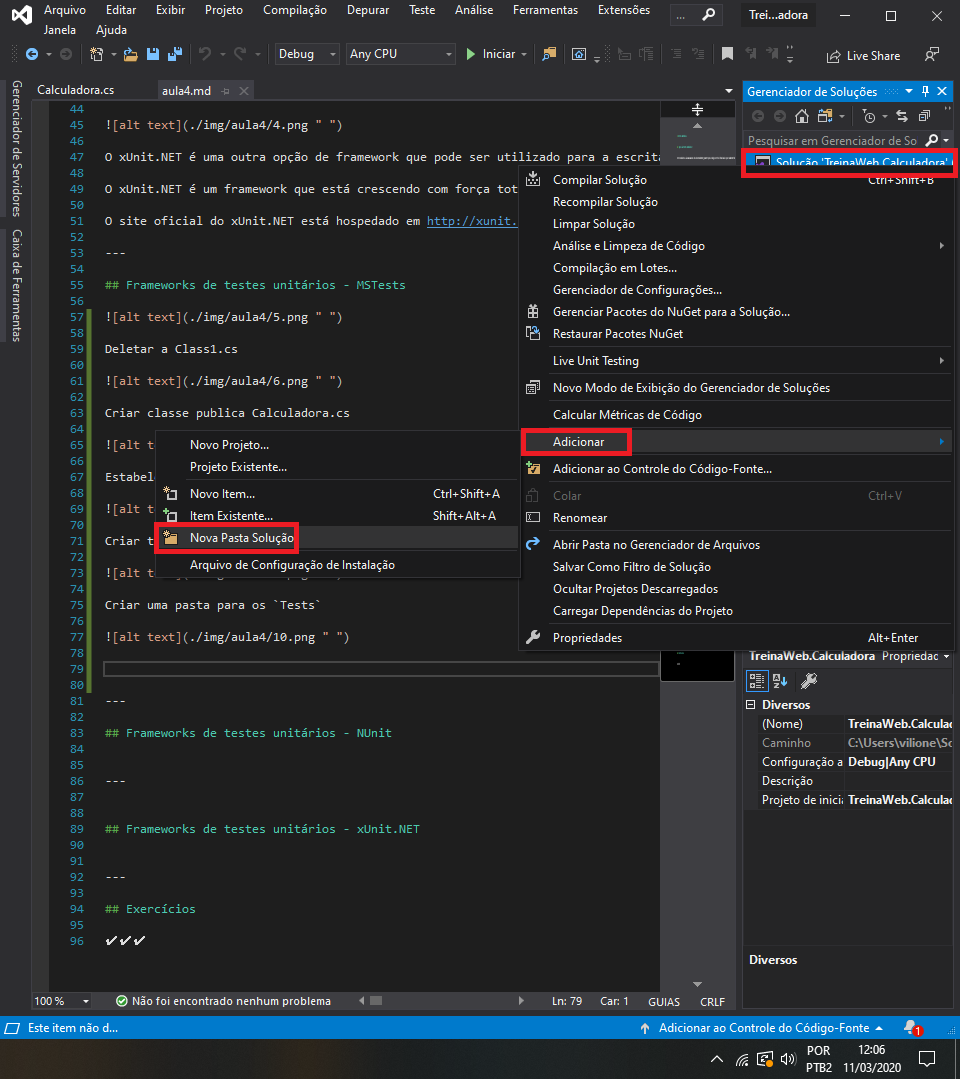 Arquivo Editar Exibir Projeto Compilação Depurar Teste Análise Ferramentas Extensões ... Trei...adora
Janela Ajuda
Debug Any CPU Iniciar Live Share
Calculadora.cs aula4.md
Gerenciador de Soluções
Gerenciador de Servidores
Caixa de Ferramentas
Pesquisar em Gerenciador de So
Solução 'TreinaWeb.Calculadora'
44
45 ![alt text](./img/aula4/4.png " ")
46
47 O xUnit.NET é uma outra opção de framework que pode ser utilizado para a escrita
48
49 O xUnit.NET é um framework que está crescendo com força tot
50
51 O site oficial do xUnit.NET está hospedado em http://xunit.
52
53 ---
54
55 ## Frameworks de testes unitários - MSTests
56
57 ![alt text](./img/aula4/5.png " ")
58
59 Deletar a Class1.cs
60
61 ![alt text](./img/aula4/6.png " ")
62
63 Criar classe publica Calculadora.cs
64
65 ![alt t
66
67 Estabel
68
69 ![alt t
70
71 Criar t
72
73 ![alt t
74
75 Criar uma pasta para os `Tests`
76
77 ![alt text](./img/aula4/10.png " ")
78
79
80
81 ---
82
83 ## Frameworks de testes unitários - NUnit
84
85
86 ---
87
88
89 ## Frameworks de testes unitários - xUnit.NET
90
91
92 ---
93
94 ## Exercícios
95
96 ✔✔✔
Compilar Solução Ctrl+Shift+B
Recompilar Solução
Limpar Solução
Análise e Limpeza de Código
Compilação em Lotes...
Gerenciador de Configurações...
Gerenciar Pacotes do NuGet para a Solução...
Restaurar Pacotes NuGet
Live Unit Testing
Novo Modo de Exibição do Gerenciador de Soluções
Calcular Métricas de Código
Adicionar
Adicionar ao Controle do Código-Fonte...
Colar Ctrl+V
Renomear
Abrir Pasta no Gerenciador de Arquivos
Salvar Como Filtro de Solução
Ocultar Projetos Descarregados
Carregar Dependências do Projeto
Propriedades Alt+Enter
Novo Projeto...
Projeto Existente...
Novo Item... Ctrl+Shift+A
Item Existente... Shift+Alt+A
Nova Pasta Solução
Arquivo de Configuração de Instalação
TreinaWeb.Calculadora Propriedac
Diversos
(Nome) TreinaWeb.Calculac
Caminho C:\Users\vilione\So
Configuração a Debug|Any CPU
Descrição
Projeto de inicia TreinaWeb.Calculac
Diversos
100 % Não foi encontrado nenhum problema Ln: 79 Car: 1 GUIAS CRLF
Este item não d... Adicionar ao Controle do Código-Fonte 1
POR 12:06
PTB2 11/03/2020